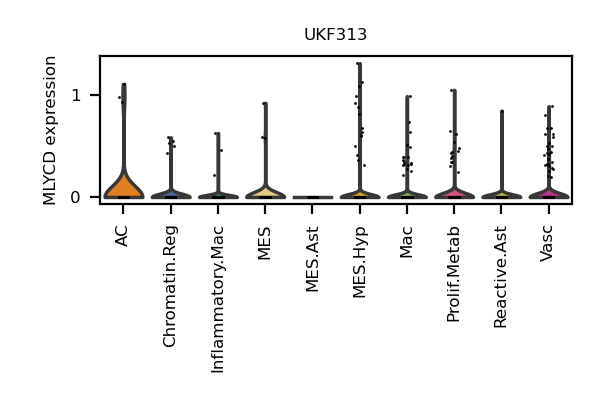 UKF313
MLYCD expression
1
0
AC
Chromatin.Reg
Inflammatory.Mac
MES
MES.Ast
MES.Hyp
Mac
Prolif.Metab
Reactive.Ast
Vasc